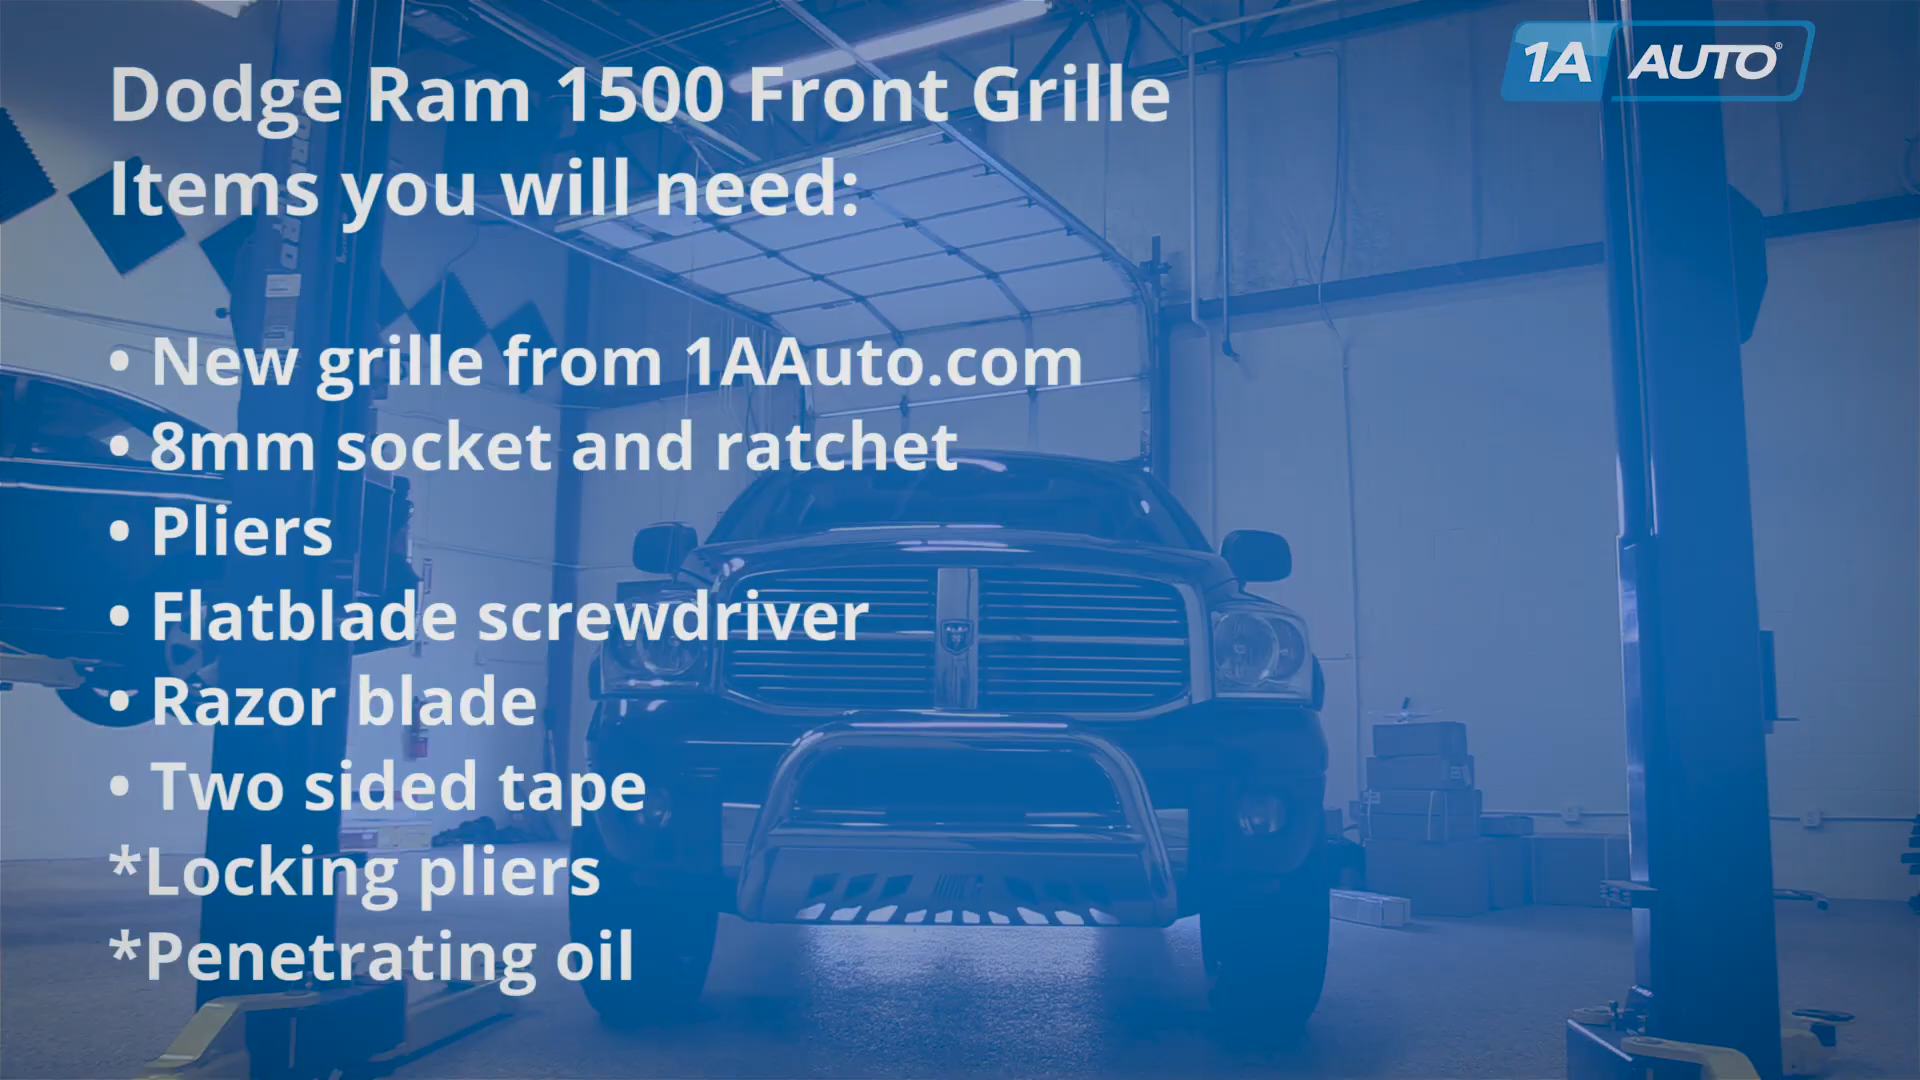 Dodge Ram 1500 Front Grille
Items you will need:
1A AUTO®
• New grille from 1AAuto.com
• 8mm socket and ratchet
• Pliers
• Flatblade screwdriver
• Razor blade
• Two sided tape
*Locking pliers
*Penetrating oil